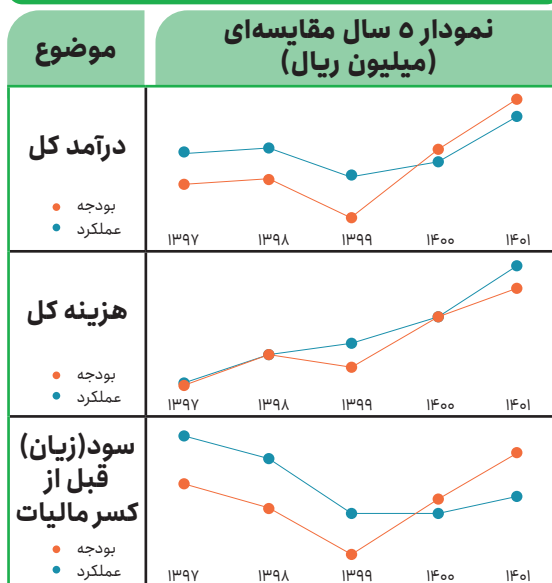 موضوع
نمودار ۵ سال مقایسه‌ای
(میلیون ریال)
درآمد کل
بودجه
عملکرد
۱۳۹۷ ۱۳۹۸ ۱۳۹۹ ۱۴۰۰ ۱۴۰۱
هزینه کل
بودجه
عملکرد
۱۳۹۷ ۱۳۹۸ ۱۳۹۹ ۱۴۰۰ ۱۴۰۱
سود(زیان)
قبل از
کسر مالیات
بودجه
عملکرد
۱۳۹۷ ۱۳۹۸ ۱۳۹۹ ۱۴۰۰ ۱۴۰۱